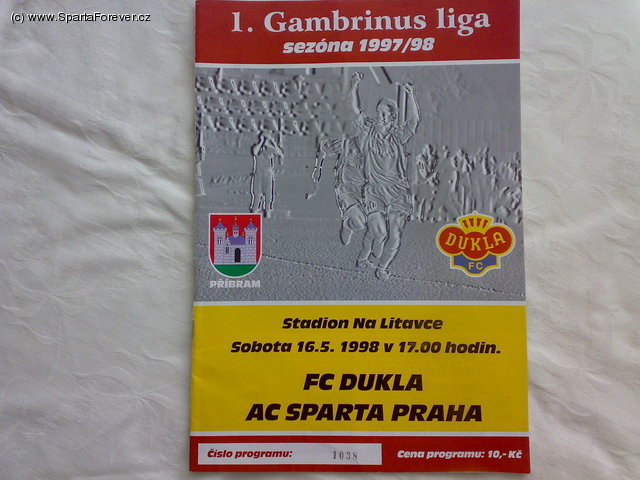 (c) www.SpartaForever.cz
1. Gambrinus liga
sezóna 1997/98
DUKLA
FC
PŘÍBRAM
Stadion Na Litavce
Sobota 16.5. 1998 v 17.00 hodin.
FC DUKLA
AC SPARTA PRAHA
Číslo programu: 1038 Cena programu: 10,- Kč